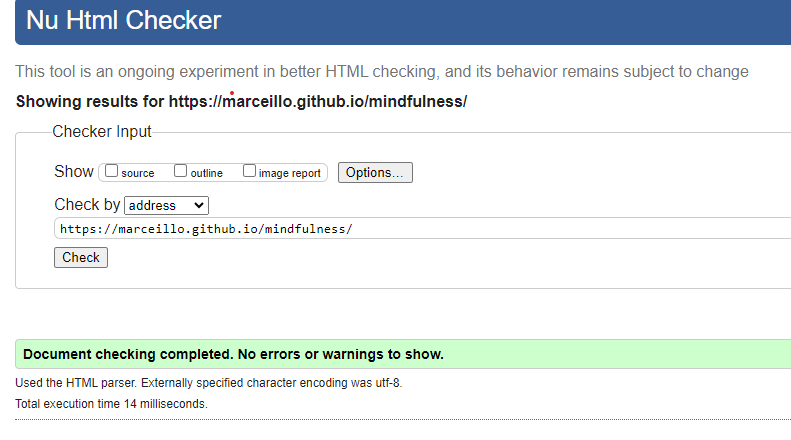 Nu Html Checker
This tool is an ongoing experiment in better HTML checking, and its behavior remains subject to change
Showing results for https://marceillo.github.io/mindfulness/
Checker Input
Show source outline image report Options...
Check by address
https://marceillo.github.io/mindfulness/
Check
Document checking completed. No errors or warnings to show.
Used the HTML parser. Externally specified character encoding was utf-8.
Total execution time 14 milliseconds.